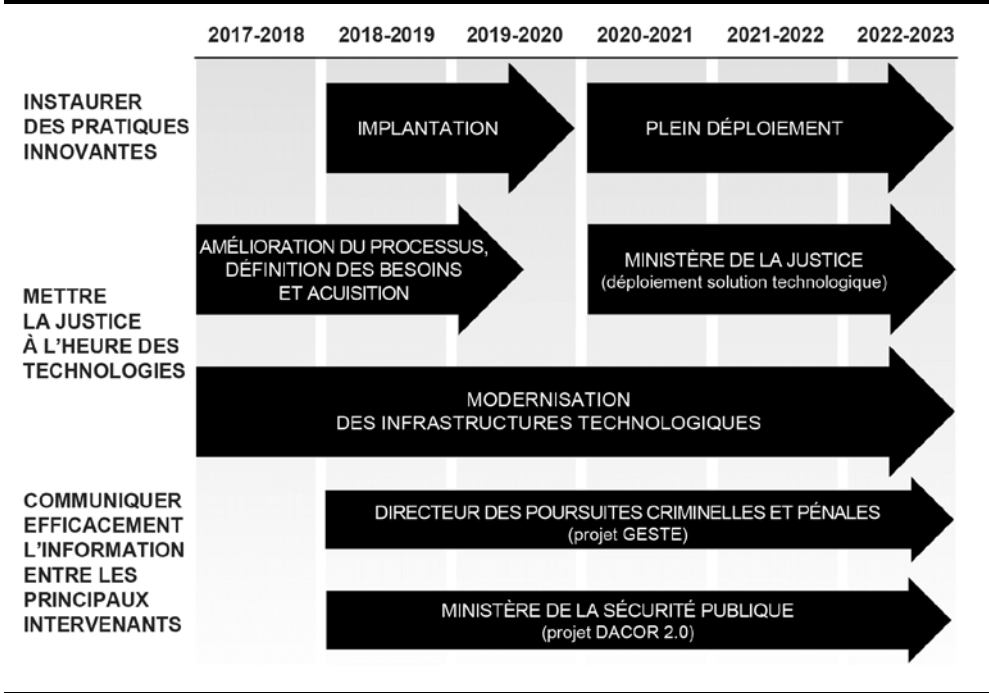 2017-2018 2018-2019 2019-2020 2020-2021 2021-2022 2022-2023
INSTAURER
DES PRATIQUES
INNOVANTES
IMPLANTATION
PLEIN DÉPLOIEMENT
METTRE
LA JUSTICE
À L'HEURE DES
TECHNOLOGIES
AMÉLIORATION DU PROCESSUS,
DÉFINITION DES BESOINS
ET ACUISITION
MINISTÈRE DE LA JUSTICE
(déploiement solution technologique)
MODERNISATION
DES INFRASTRUCTURES TECHNOLOGIQUES
COMMUNIQUER
EFFICACEMENT
L'INFORMATION
ENTRE LES
PRINCIPAUX
INTERVENANTS
DIRECTEUR DES POURSUITES CRIMINELLES ET PÉNALES
(projet GESTE)
MINISTÈRE DE LA SÉCURITÉ PUBLIQUE
(projet DACOR 2.0)